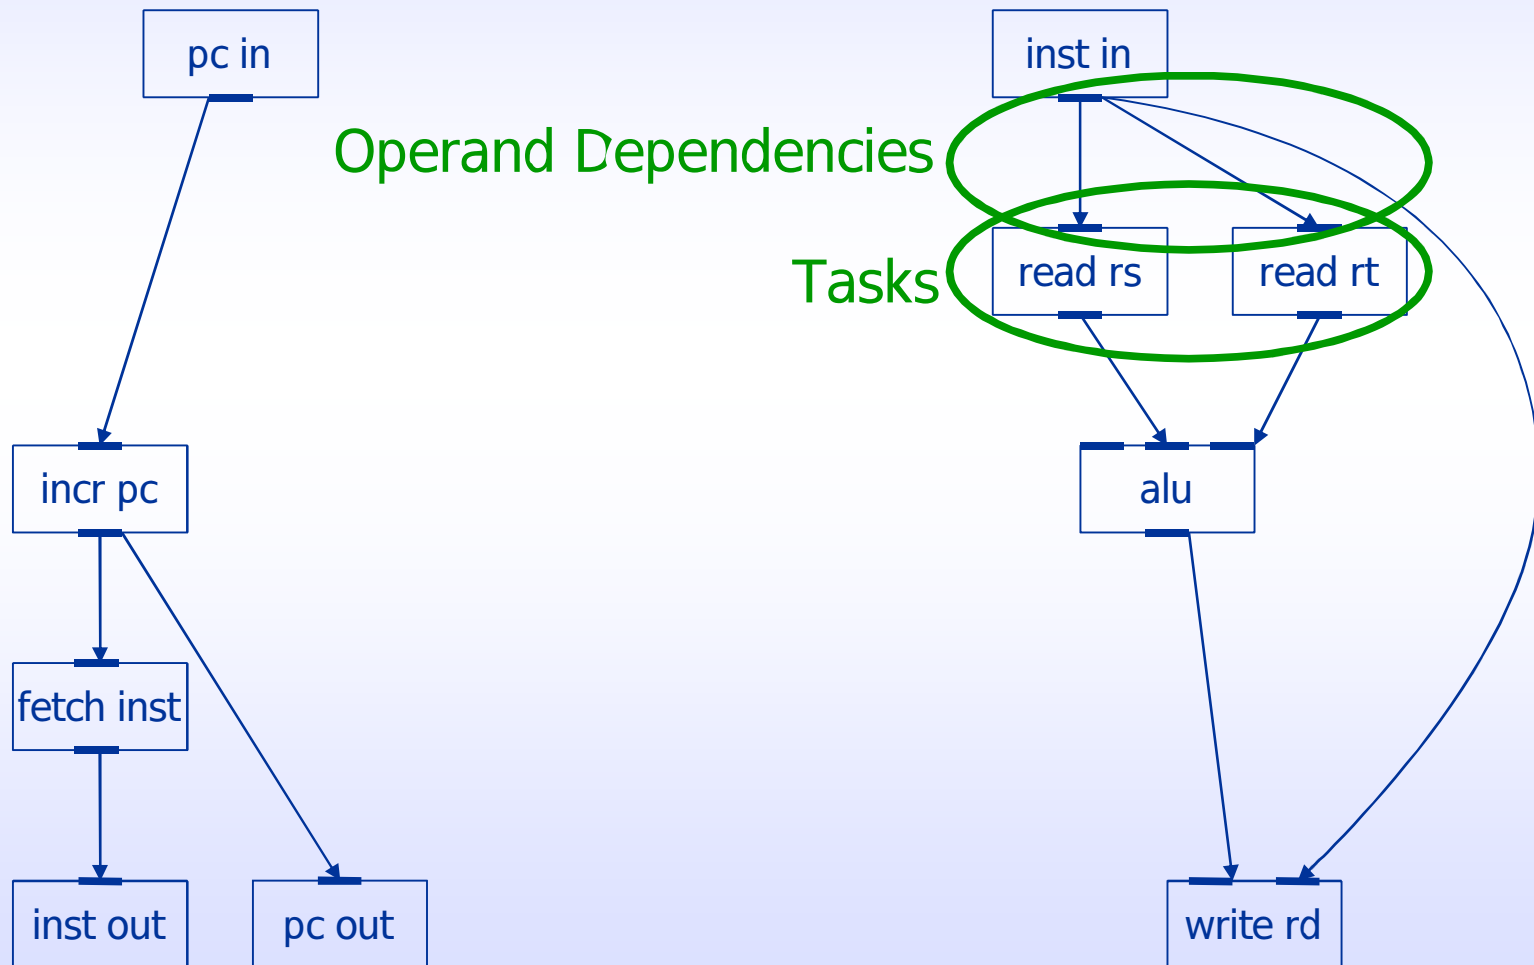 pc in
inst in
Operand Dependencies
Tasks
read rs
read rt
incr pc
alu
fetch inst
inst out
pc out
write rd